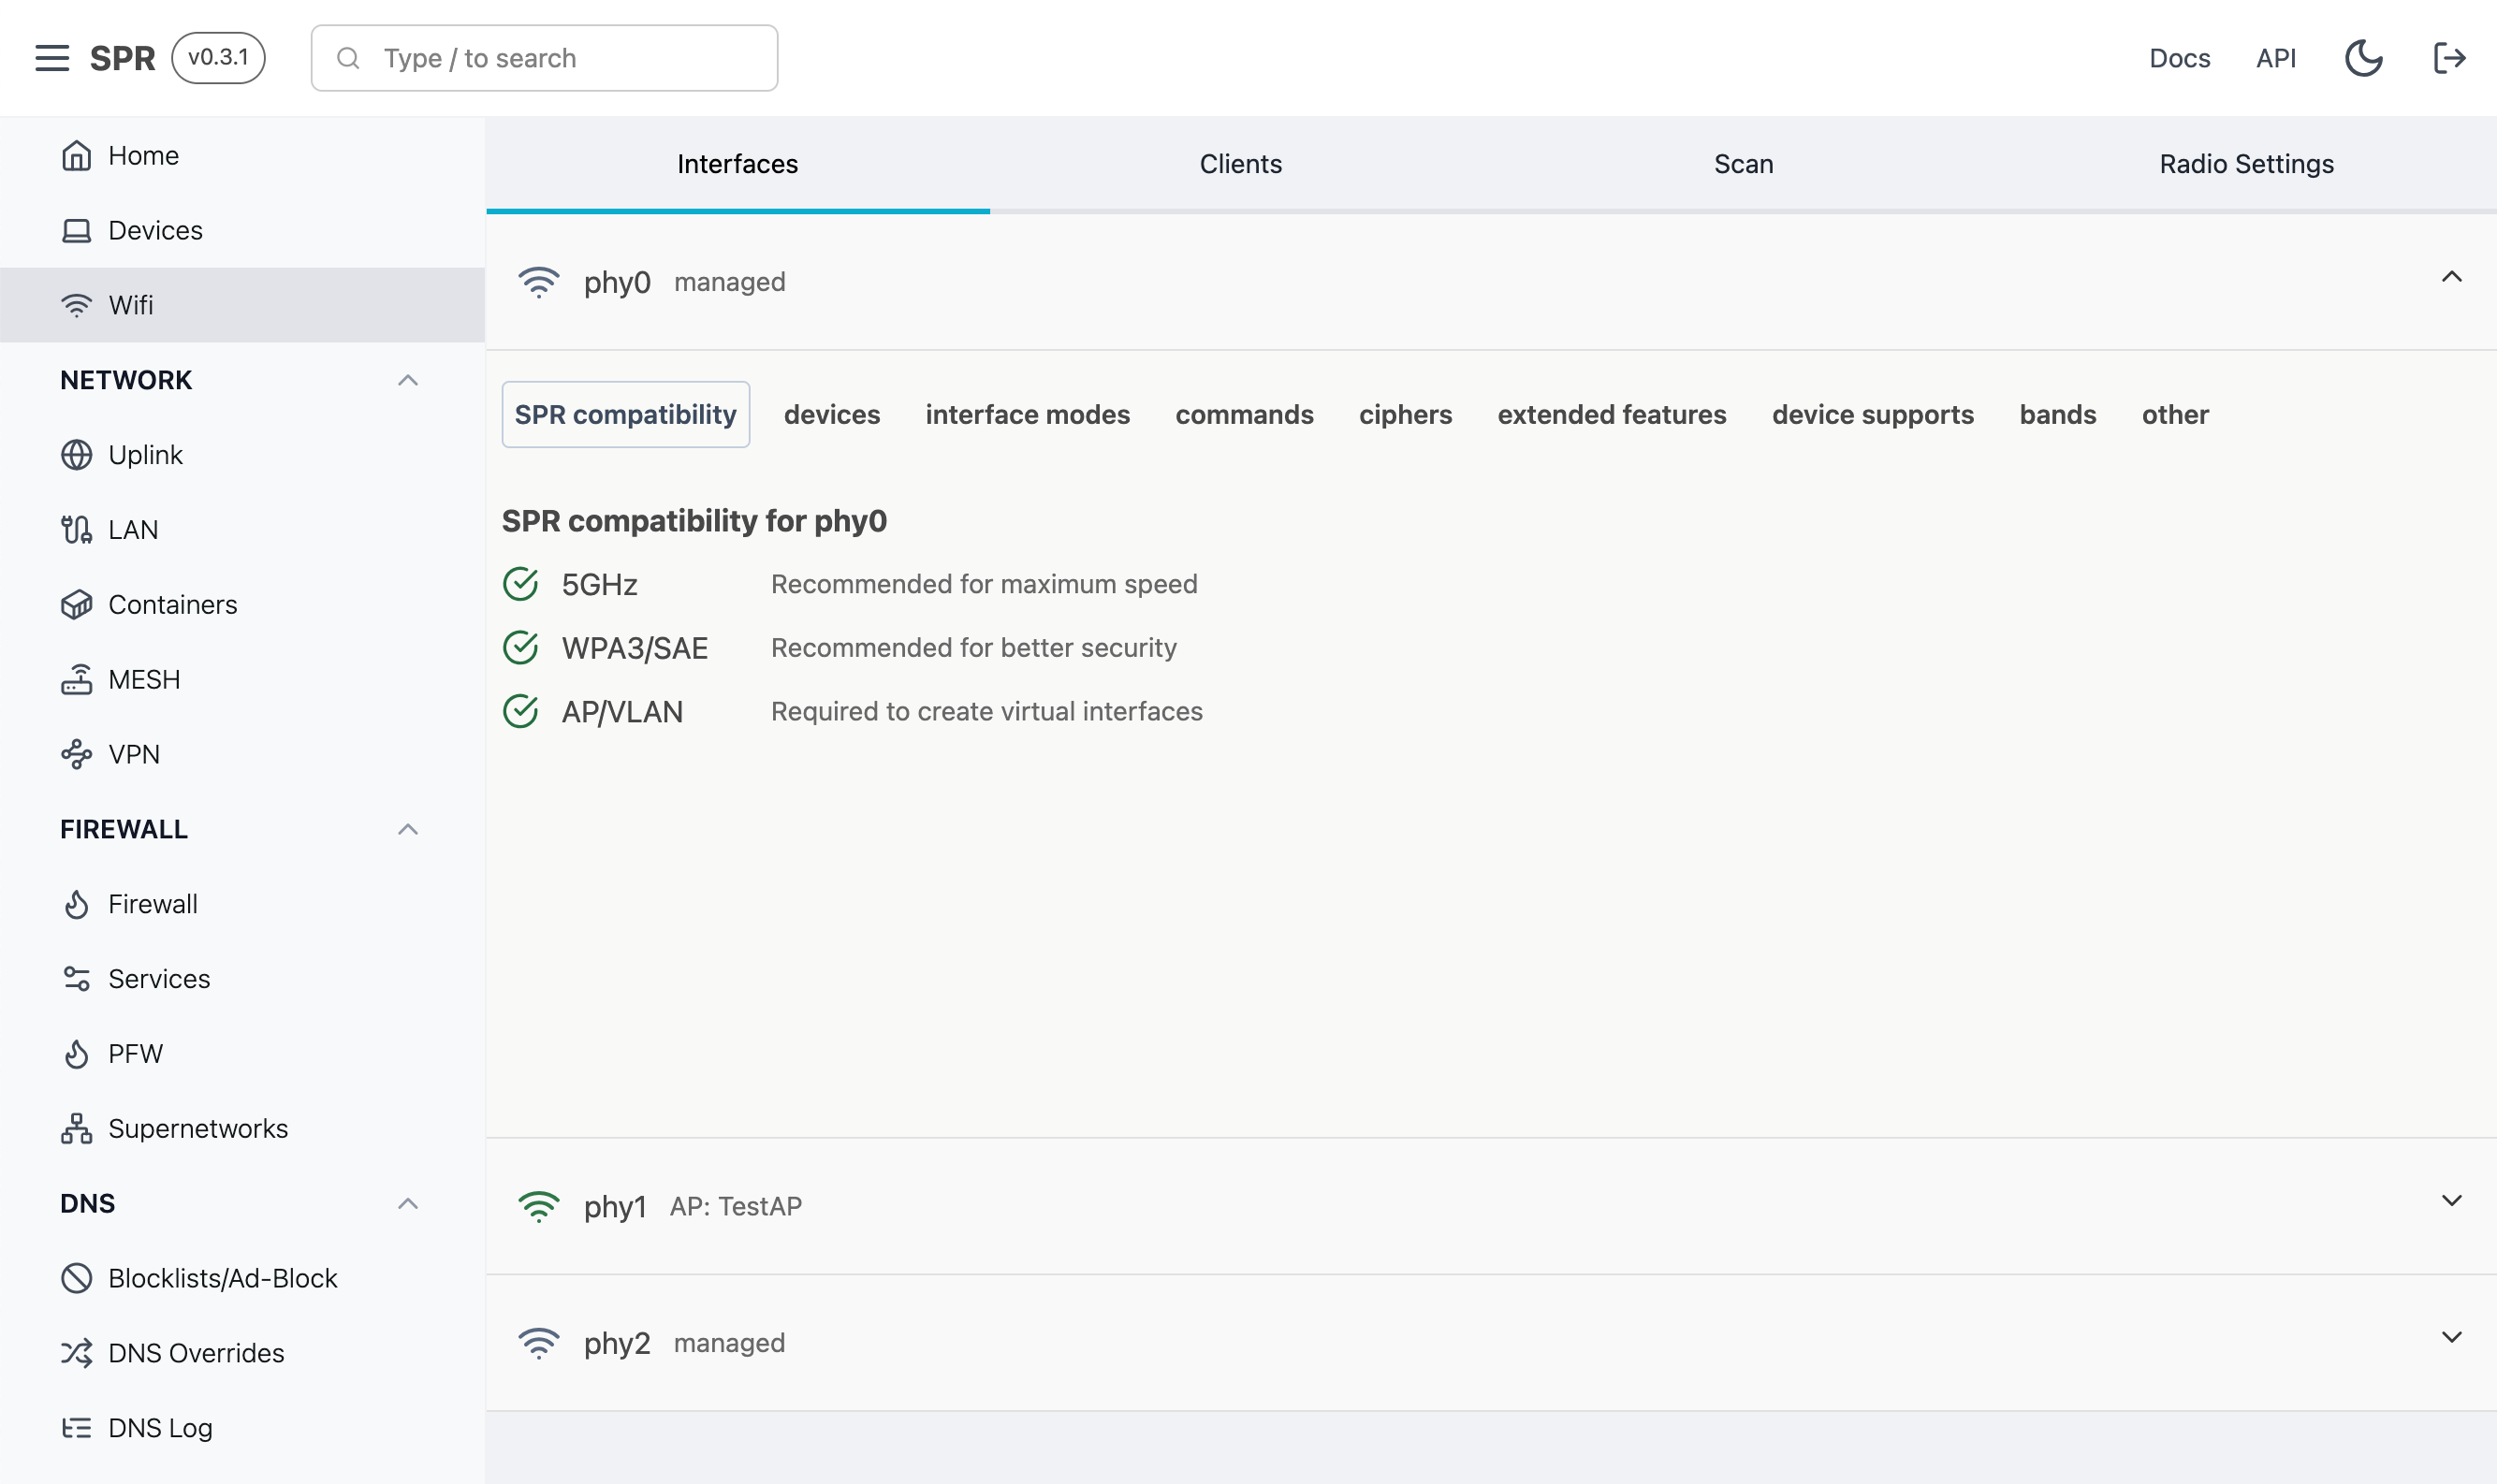 SPR v0.3.1 Type / to search Docs API
Home
Devices
Wifi
NETWORK
Uplink
LAN
Containers
MESH
VPN
FIREWALL
Firewall
Services
PFW
Supernetworks
DNS
Blocklists/Ad-Block
DNS Overrides
DNS Log
Interfaces Clients Scan Radio Settings
phy0 managed
SPR compatibility devices interface modes commands ciphers extended features device supports bands other
SPR compatibility for phy0
5GHz Recommended for maximum speed
WPA3/SAE Recommended for better security
AP/VLAN Required to create virtual interfaces
phy1 AP: TestAP
phy2 managed